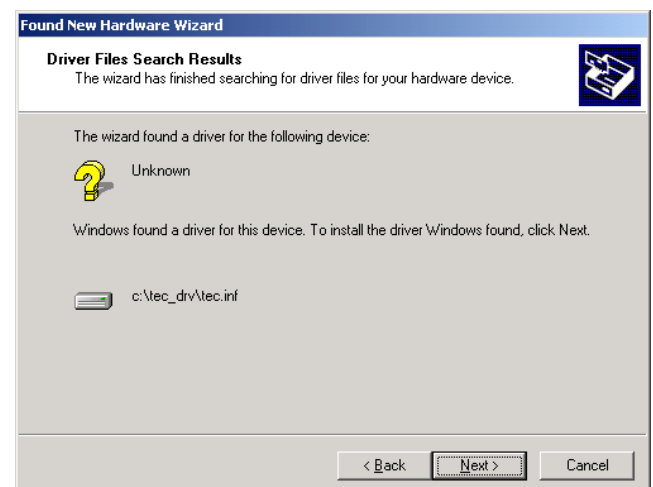 Found New Hardware Wizard
Driver Files Search Results
The wizard has finished searching for driver files for your hardware device.
The wizard found a driver for the following device:
Unknown
Windows found a driver for this device. To install the driver Windows found, click Next.
c:\tec_drv\tec.inf
< Back Next > Cancel